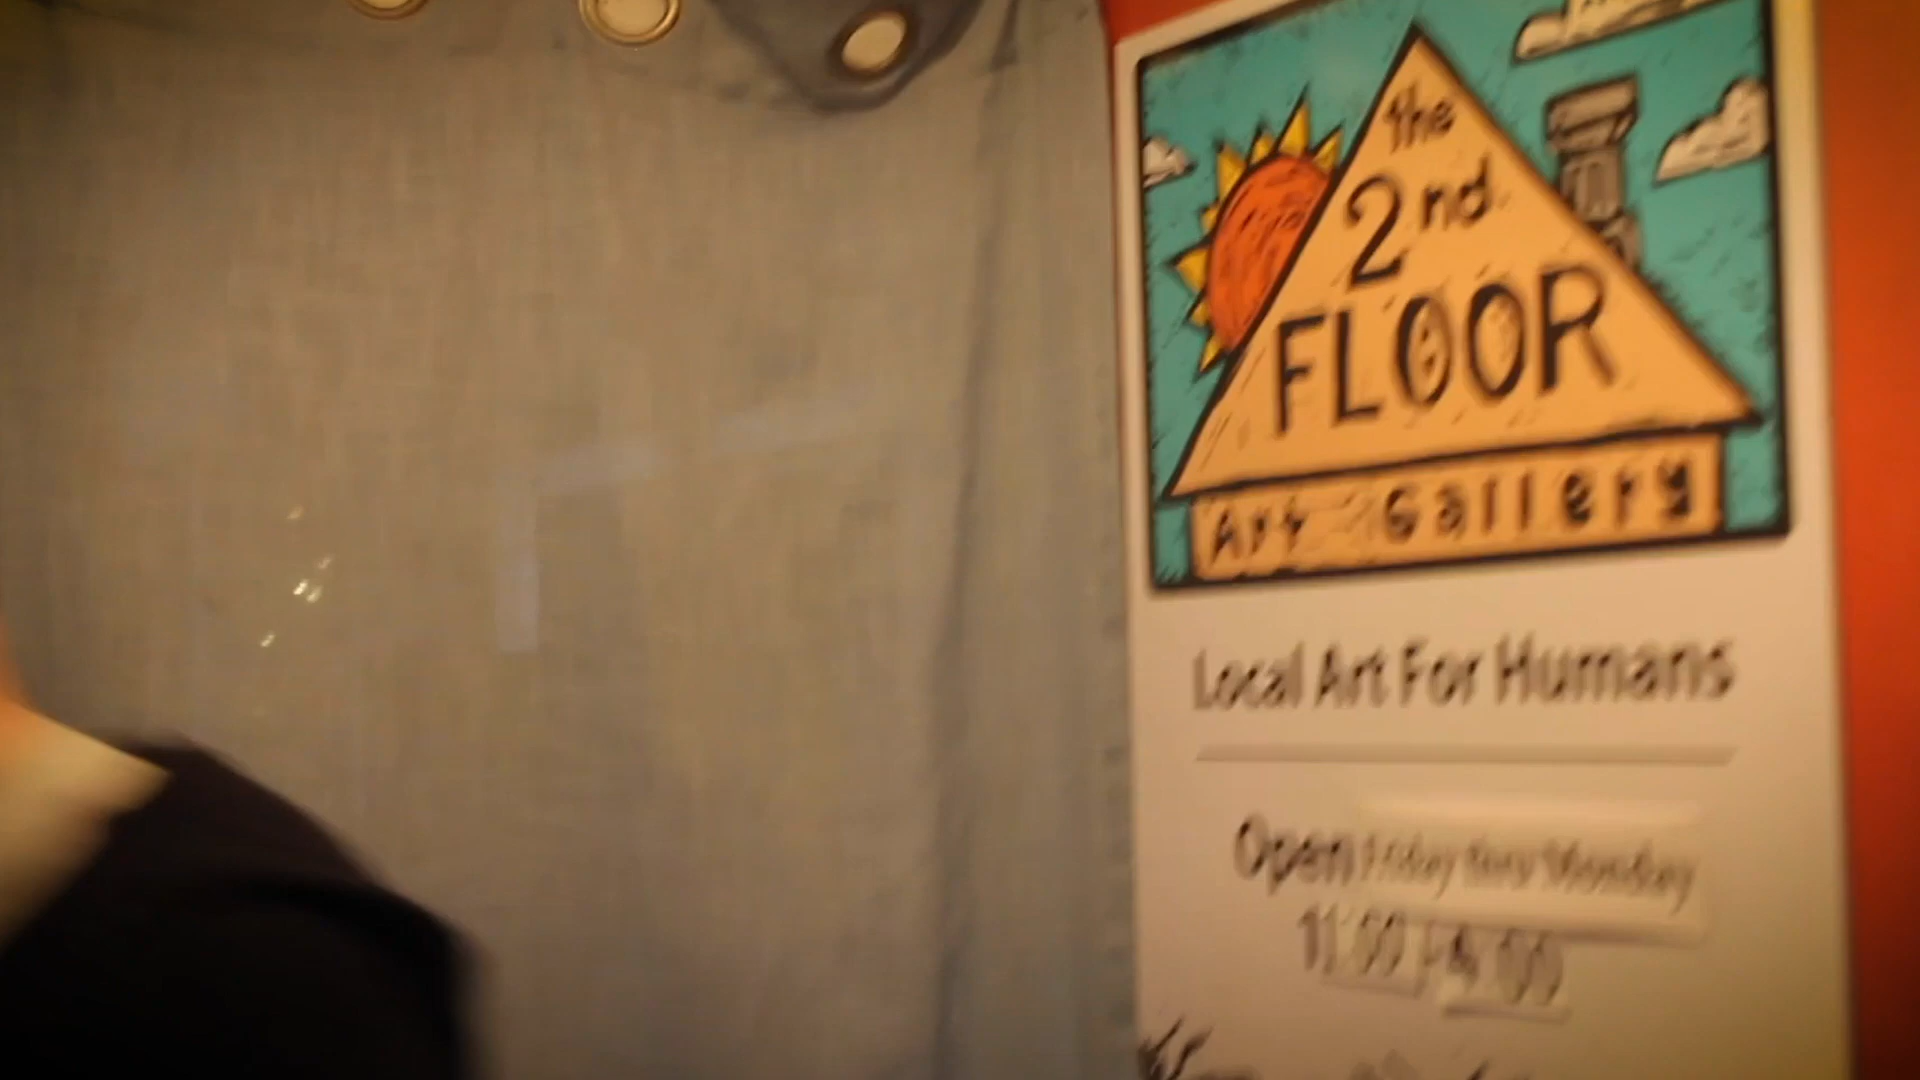 the
2nd
FLOOR
Art Gallery
Local Art For Humans
Open Friday thru Monday
11:00 - 4:00